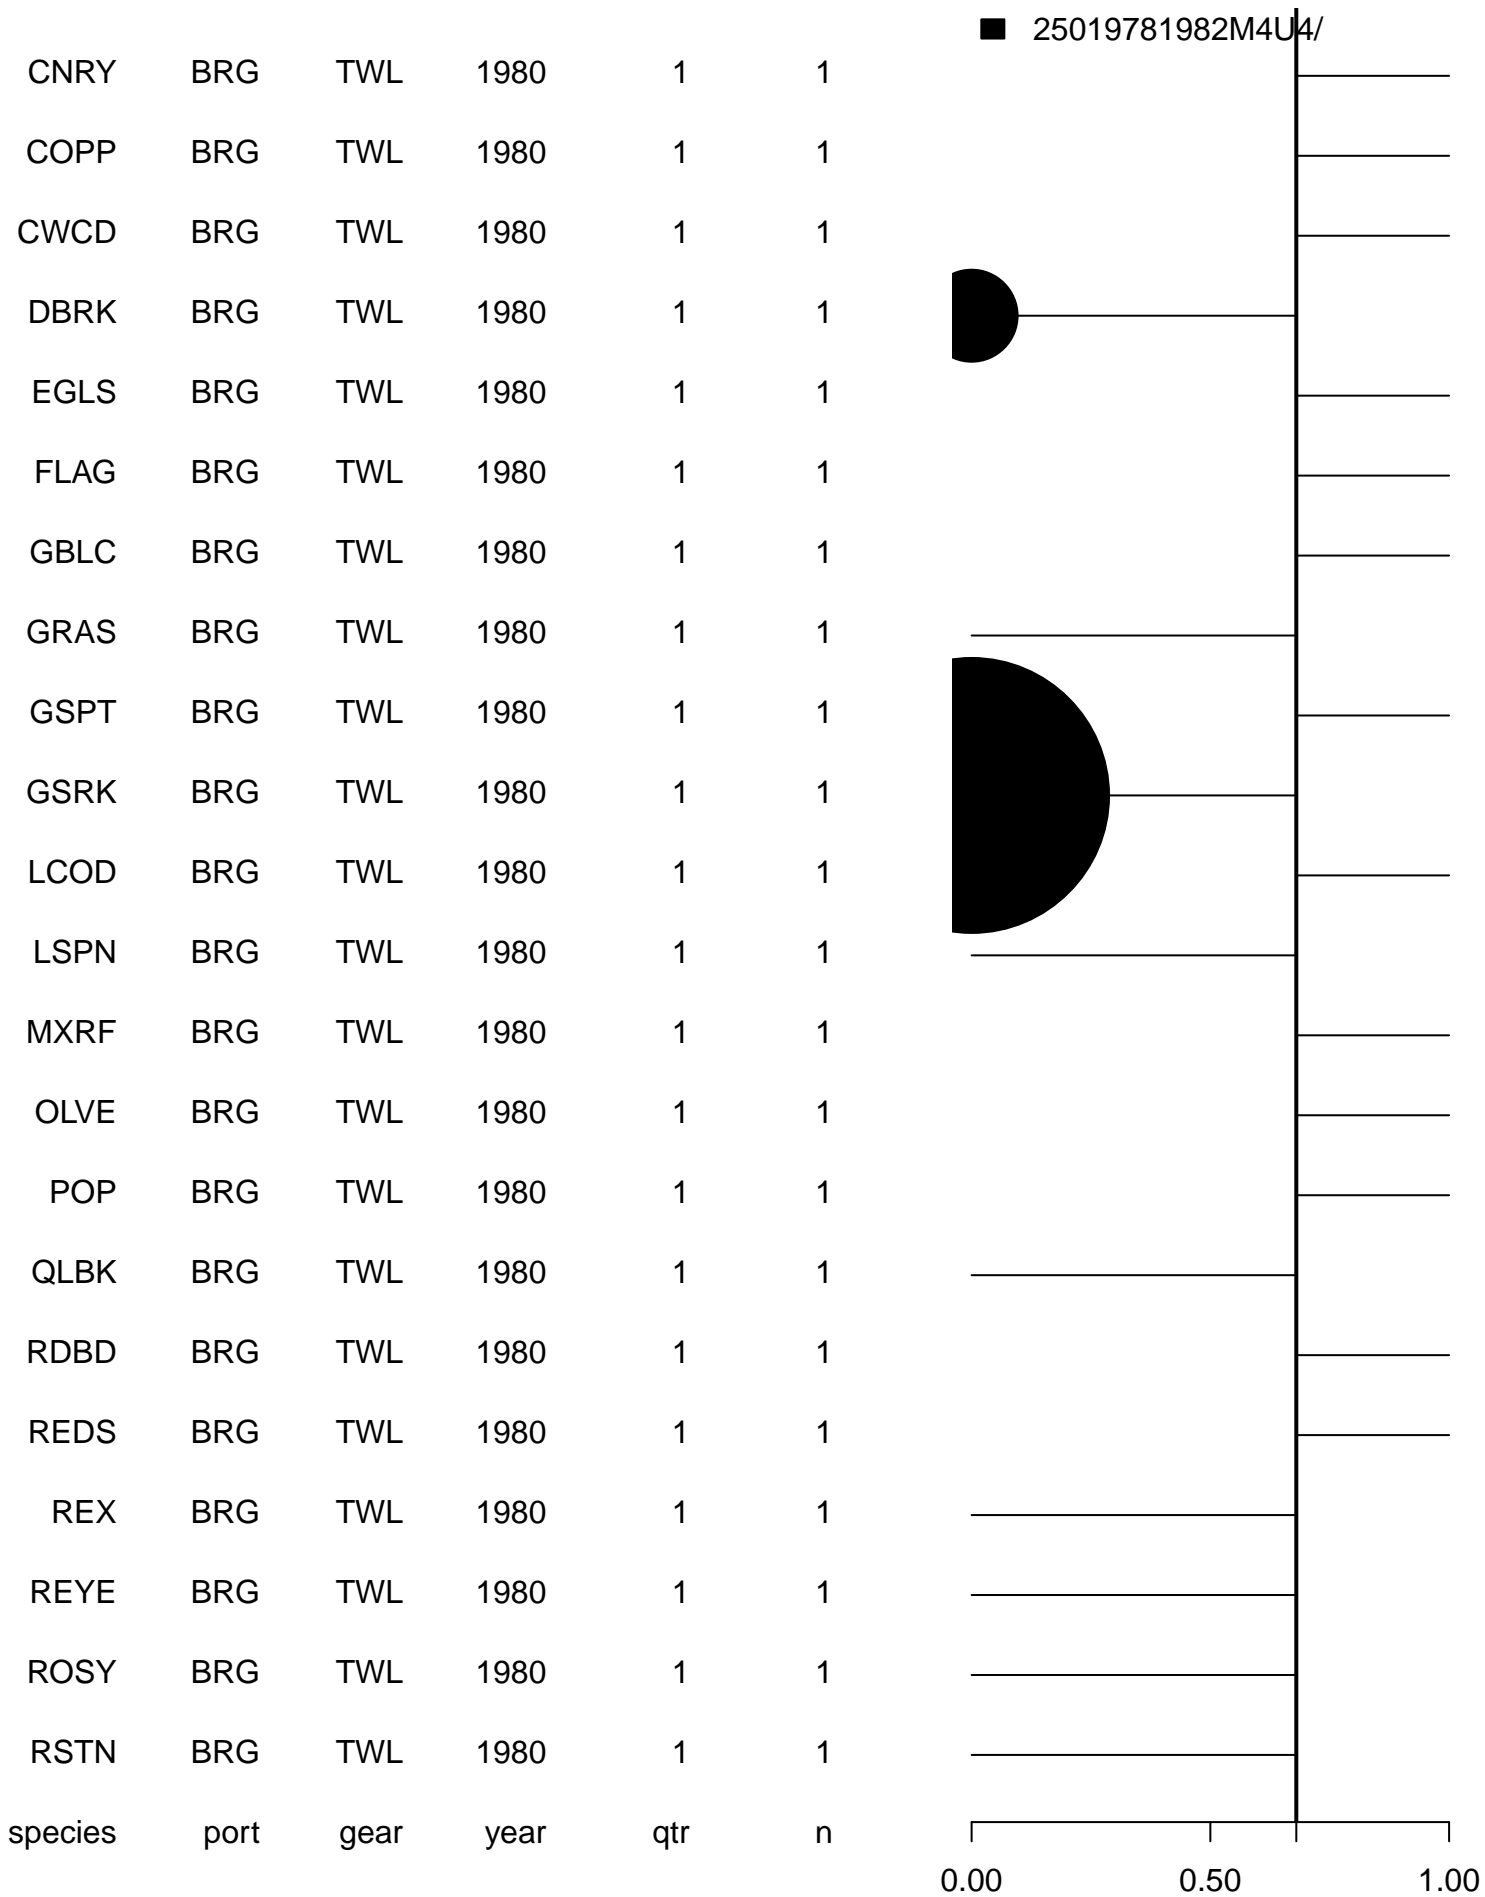 25019781982M4U4/
CNRY BRG TWL 1980 1 1
COPP BRG TWL 1980 1 1
CWCD BRG TWL 1980 1 1
DBRK BRG TWL 1980 1 1
EGLS BRG TWL 1980 1 1
FLAG BRG TWL 1980 1 1
GBLC BRG TWL 1980 1 1
GRAS BRG TWL 1980 1 1
GSPT BRG TWL 1980 1 1
GSRK BRG TWL 1980 1 1
LCOD BRG TWL 1980 1 1
LSPN BRG TWL 1980 1 1
MXRF BRG TWL 1980 1 1
OLVE BRG TWL 1980 1 1
POP BRG TWL 1980 1 1
QLBK BRG TWL 1980 1 1
RDBD BRG TWL 1980 1 1
REDS BRG TWL 1980 1 1
REX BRG TWL 1980 1 1
REYE BRG TWL 1980 1 1
ROSY BRG TWL 1980 1 1
RSTN BRG TWL 1980 1 1
species port gear year qtr n
0.00 0.50 1.00